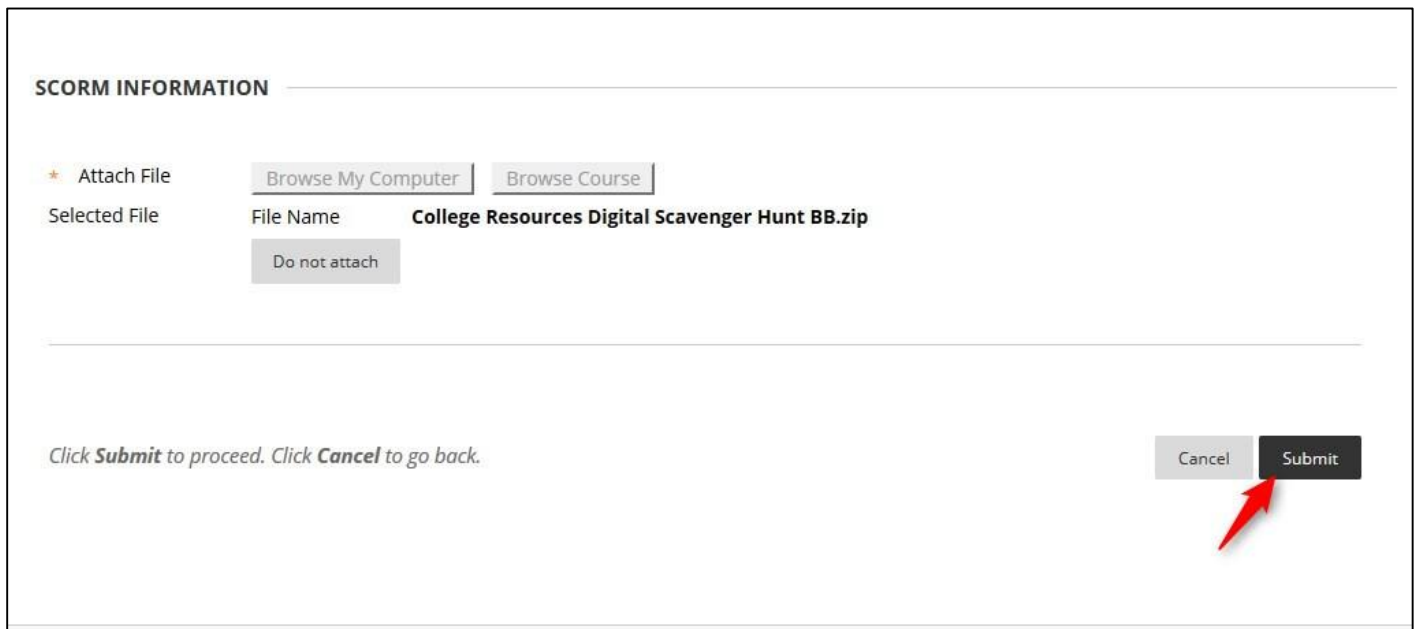 SCORM INFORMATION
* Attach File Browse My Computer Browse Course
Selected File File Name College Resources Digital Scavenger Hunt BB.zip
Do not attach
Click Submit to proceed. Click Cancel to go back. Cancel Submit